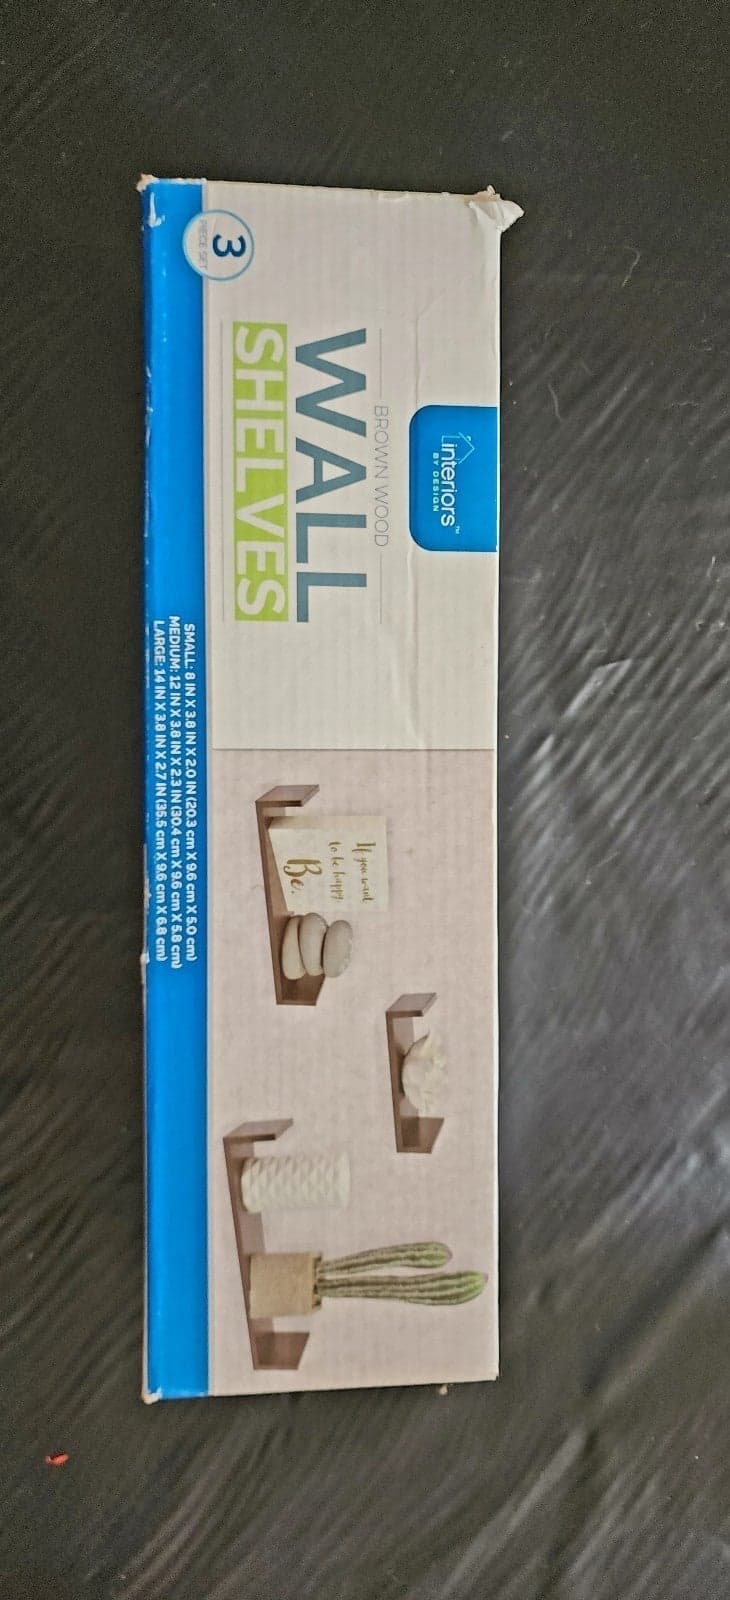 interiors™
BY DESIGN
BROWN WOOD
WALL
SHELVES
3
PIECE SET
If you want
to be happy,
Be.
SMALL: 8 IN X 3.8 IN X 2.0 IN (20.3 cm X 9.6 cm X 5.0 cm)
MEDIUM: 12 IN X 3.8 IN X 2.3 IN (30.4 cm X 9.6 cm X 5.8 cm)
LARGE: 14 IN X 3.8 IN X 2.7 IN (35.5 cm X 9.6 cm X 6.8 cm)